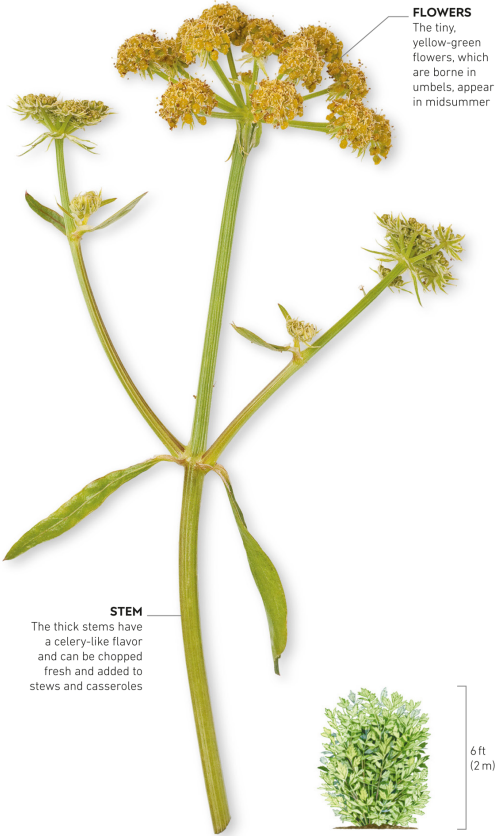 FLOWERS
The tiny,
yellow-green
flowers, which
are borne in
umbels, appear
in midsummer
STEM
The thick stems have
a celery-like flavor
and can be chopped
fresh and added to
stews and casseroles
6 ft
(2 m)